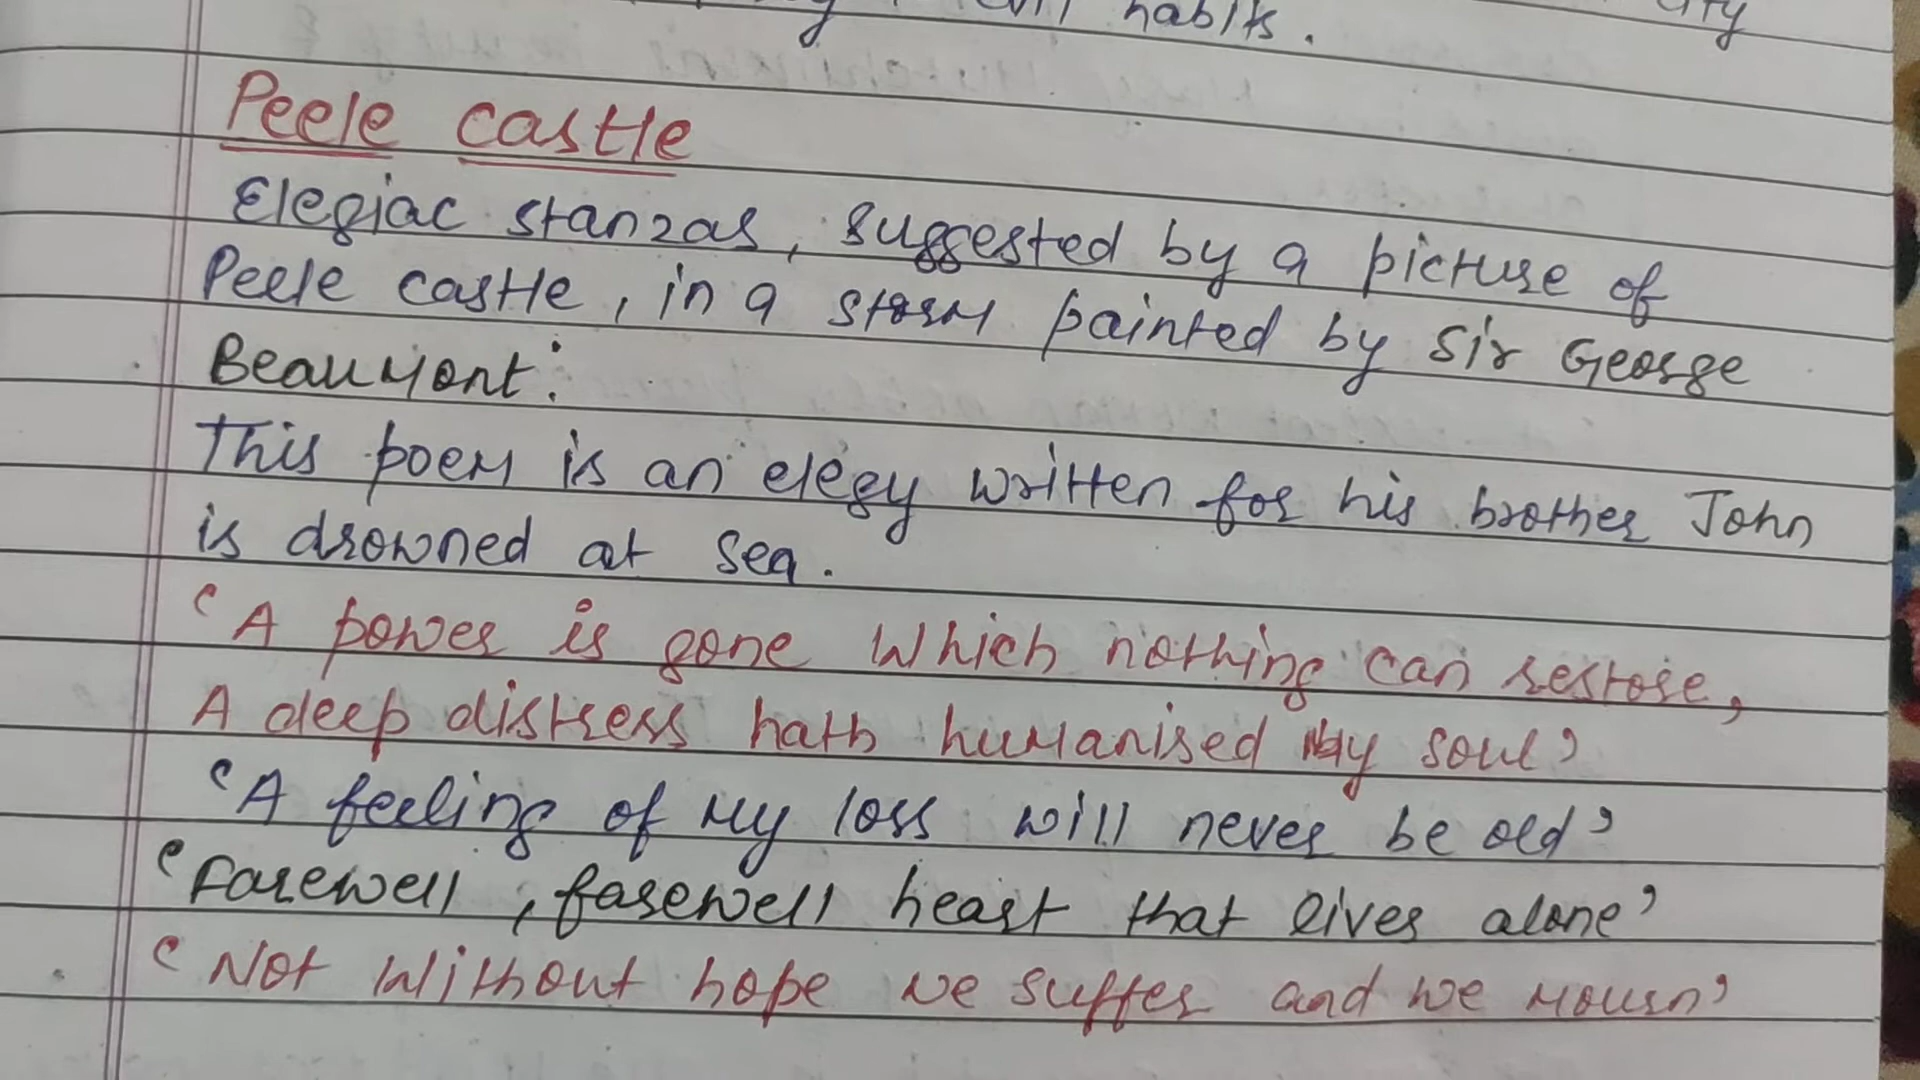 habits.
Peele castle
Elegiac stanzas, suggested by a picture of
Peele castle, in a storm painted by Sir George
Beaumont:
This poem is an elegy written for his brother John
is drowned at sea.
'A power is gone which nothing can restore,
A deep distress hath humanised my soul'
'A feeling of my loss will never be old'
'Farewell, farewell heart that lives alone'
'Not without hope we suffer and we mourn'